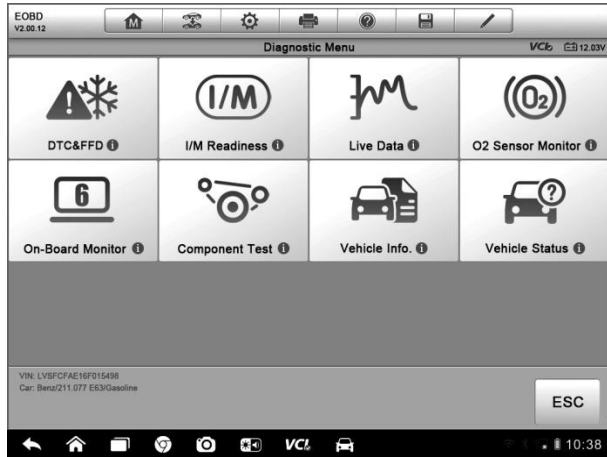 EOBD
V2.00.12
M
Diagnostic Menu
VCI
12.03V
I/M
O2
DTC&FFD
I/M Readiness
Live Data
O2 Sensor Monitor
6
?
On-Board Monitor
Component Test
Vehicle Info.
Vehicle Status
VIN: LVSFCFAE16F015498
Car: Benz/211.077 E63/Gasoline
ESC
VCI
10:38